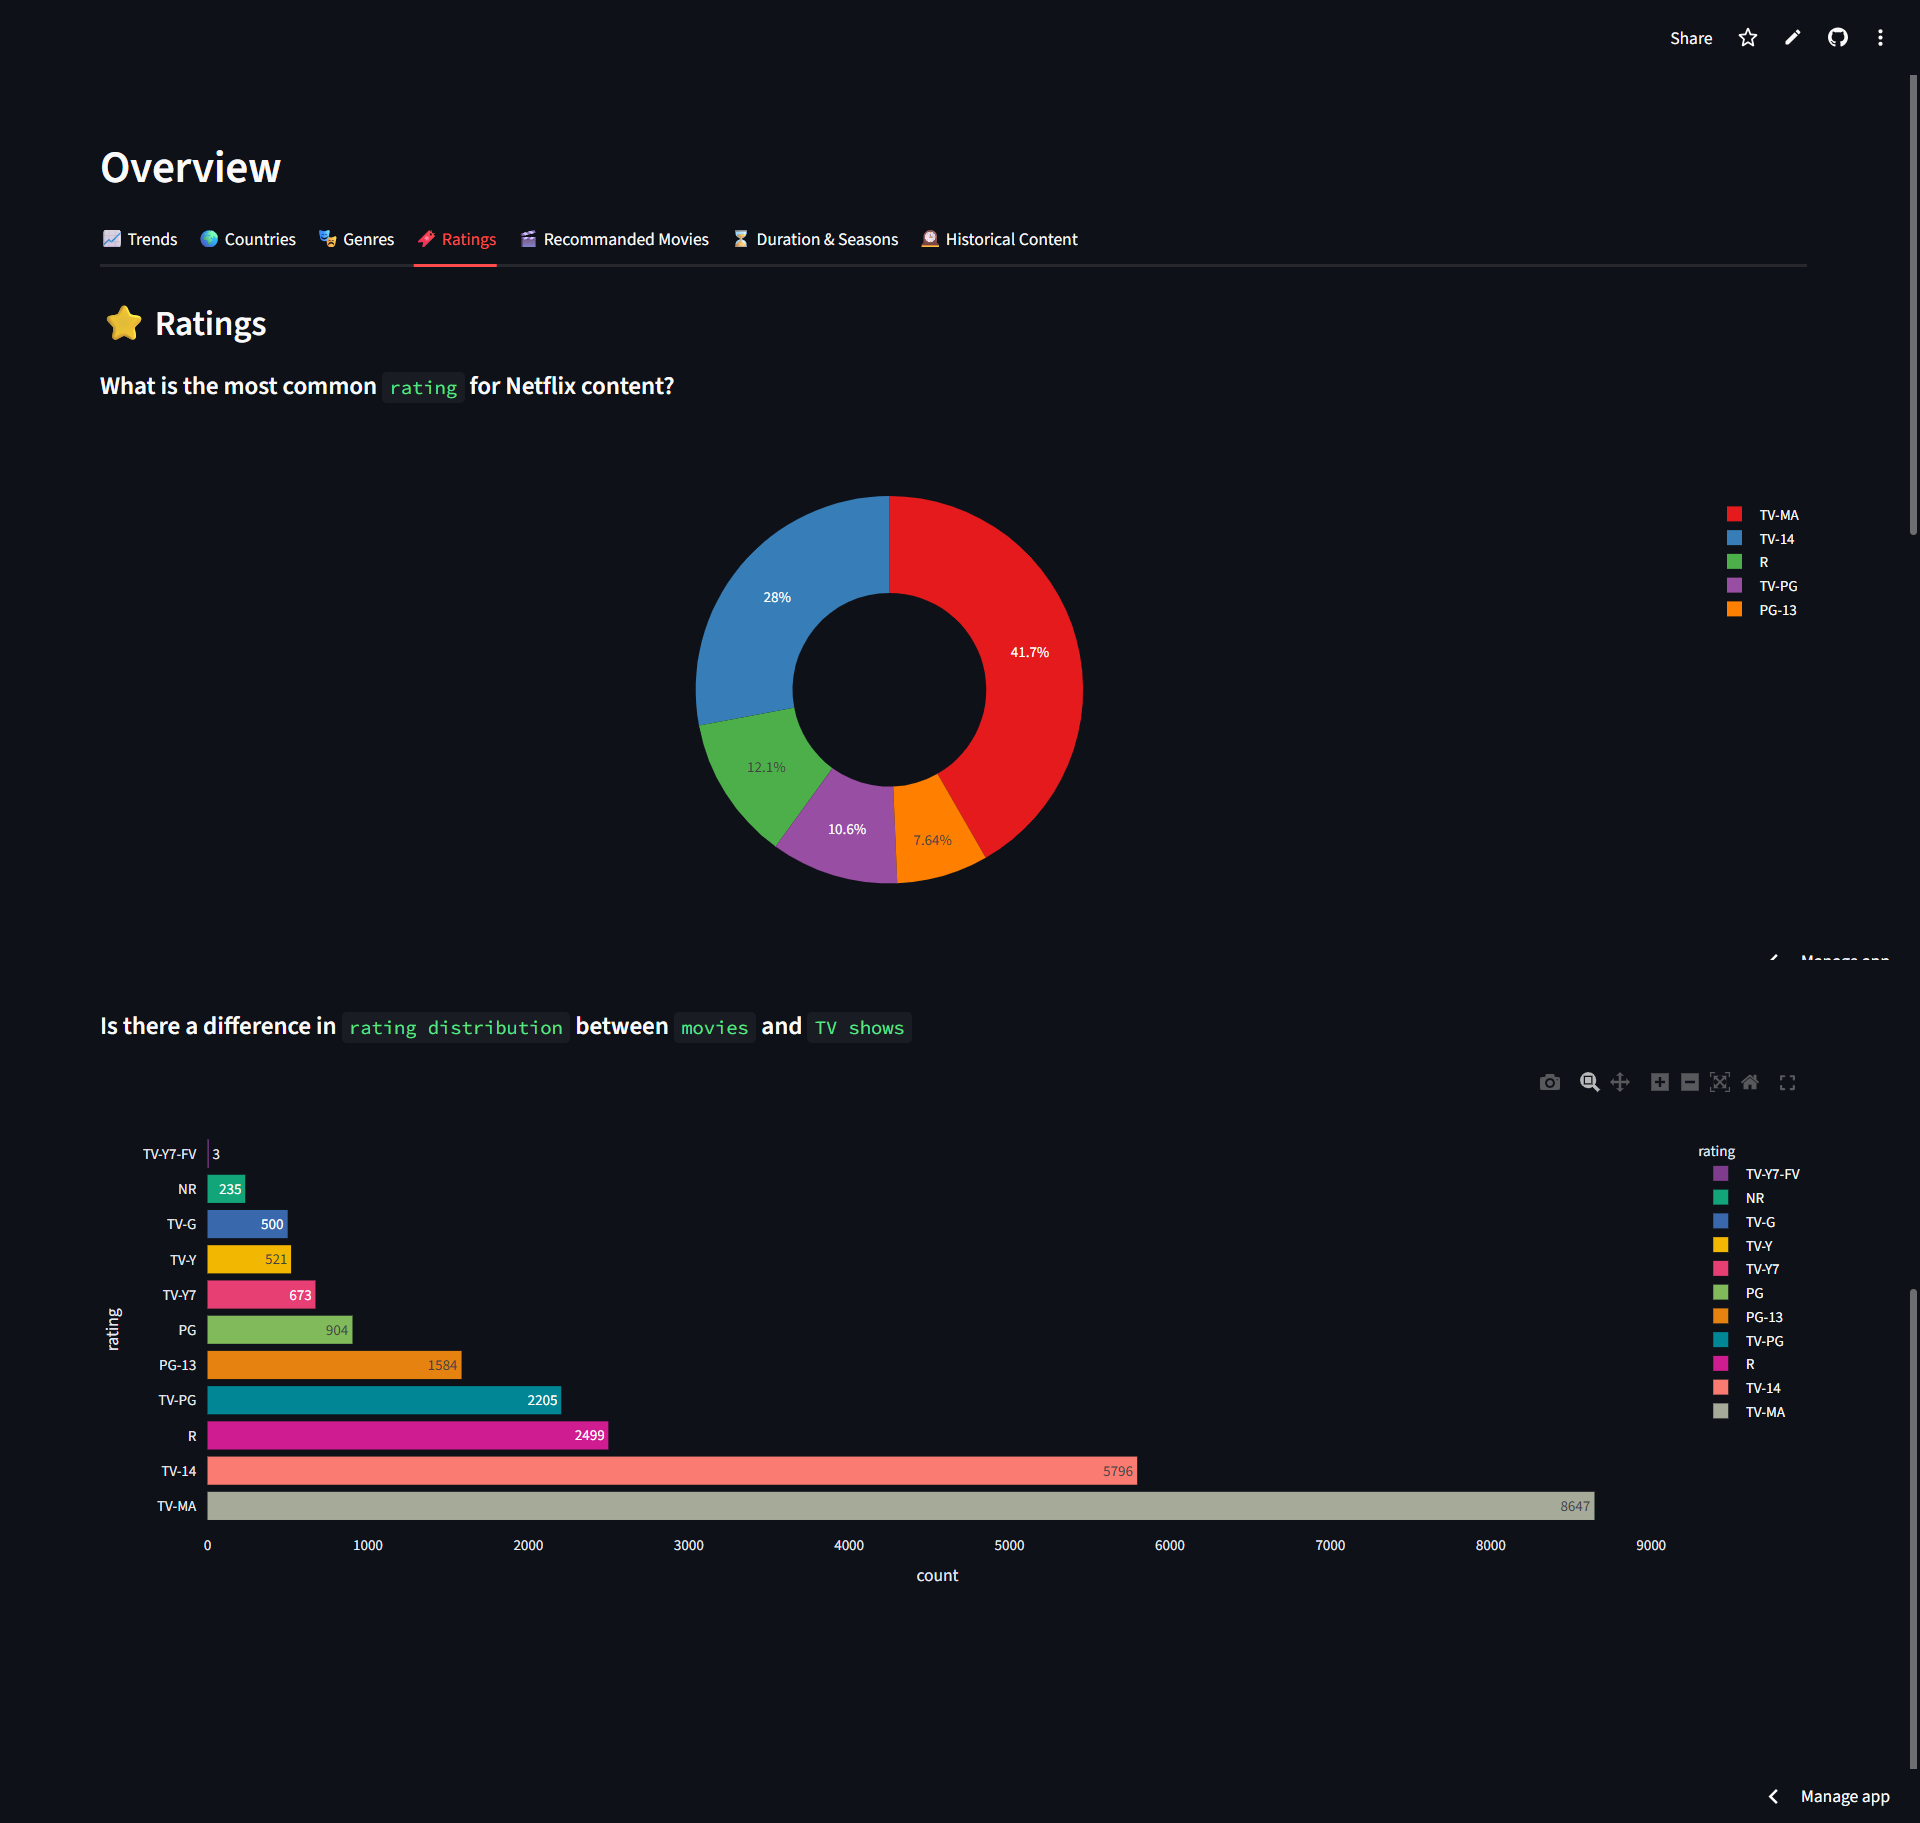 Share
Overview
Trends Countries Genres Ratings Recommanded Movies Duration & Seasons Historical Content
Ratings
What is the most common rating for Netflix content?
TV-MA
TV-14
R
TV-PG
PG-13
28%
41.7%
12.1%
10.6%
7.64%
Manage app
Is there a difference in rating distribution between movies and TV shows
rating
TV-Y7-FV 3
NR 235
TV-G 500
TV-Y 521
TV-Y7 673
PG 904
PG-13 1584
TV-PG 2205
R 2499
TV-14 5796
TV-MA 8647
0 1000 2000 3000 4000 5000 6000 7000 8000 9000
count
rating
TV-Y7-FV
NR
TV-G
TV-Y
TV-Y7
PG
PG-13
TV-PG
R
TV-14
TV-MA
Manage app